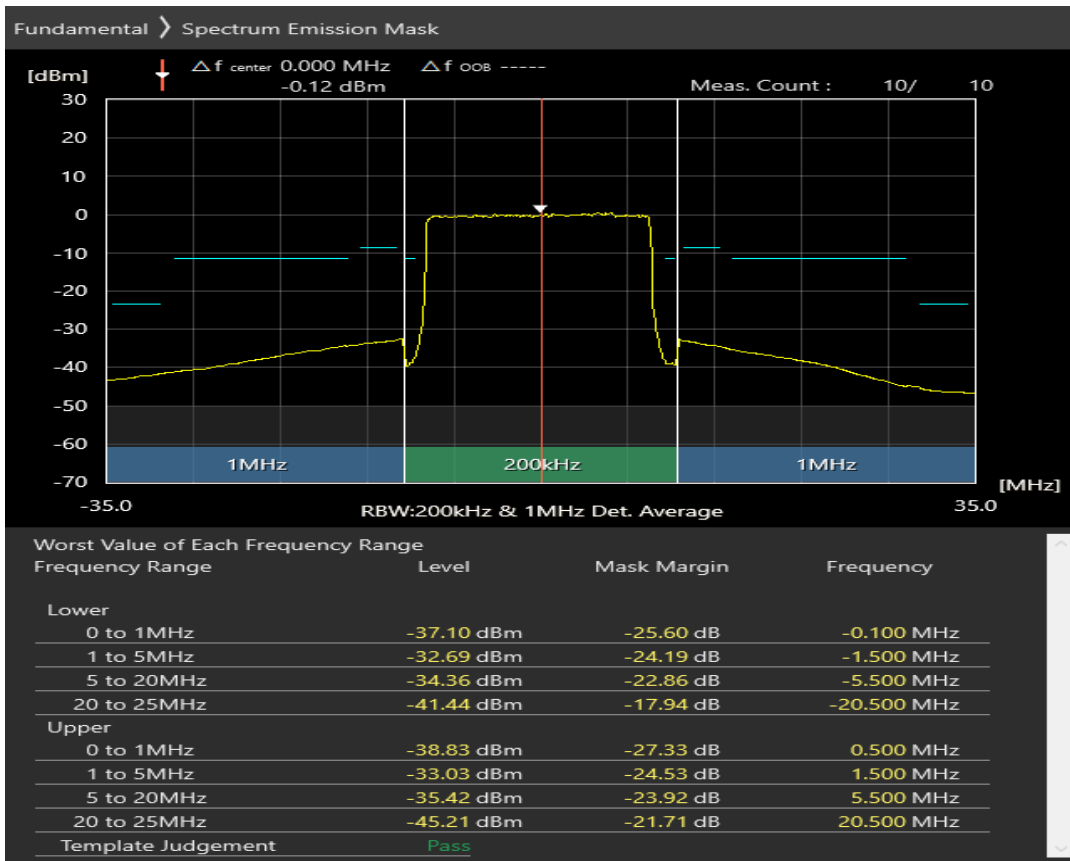 Fundamental ❯ Spectrum Emission Mask
△f center 0.000 MHz △f OOB -----
[dBm]
-0.12 dBm Meas. Count : 10/ 10
30
20
10
0
-10
-20
-30
-40
-50
-60
1MHz 200kHz 1MHz
-70
[MHz]
-35.0 RBW:200kHz & 1MHz Det. Average 35.0
Worst Value of Each Frequency Range
Frequency Range Level Mask Margin Frequency
Lower
0 to 1MHz -37.10 dBm -25.60 dB -0.100 MHz
1 to 5MHz -32.69 dBm -24.19 dB -1.500 MHz
5 to 20MHz -34.36 dBm -22.86 dB -5.500 MHz
20 to 25MHz -41.44 dBm -17.94 dB -20.500 MHz
Upper
0 to 1MHz -38.83 dBm -27.33 dB 0.500 MHz
1 to 5MHz -33.03 dBm -24.53 dB 1.500 MHz
5 to 20MHz -35.42 dBm -23.92 dB 5.500 MHz
20 to 25MHz -45.21 dBm -21.71 dB 20.500 MHz
Template Judgement Pass